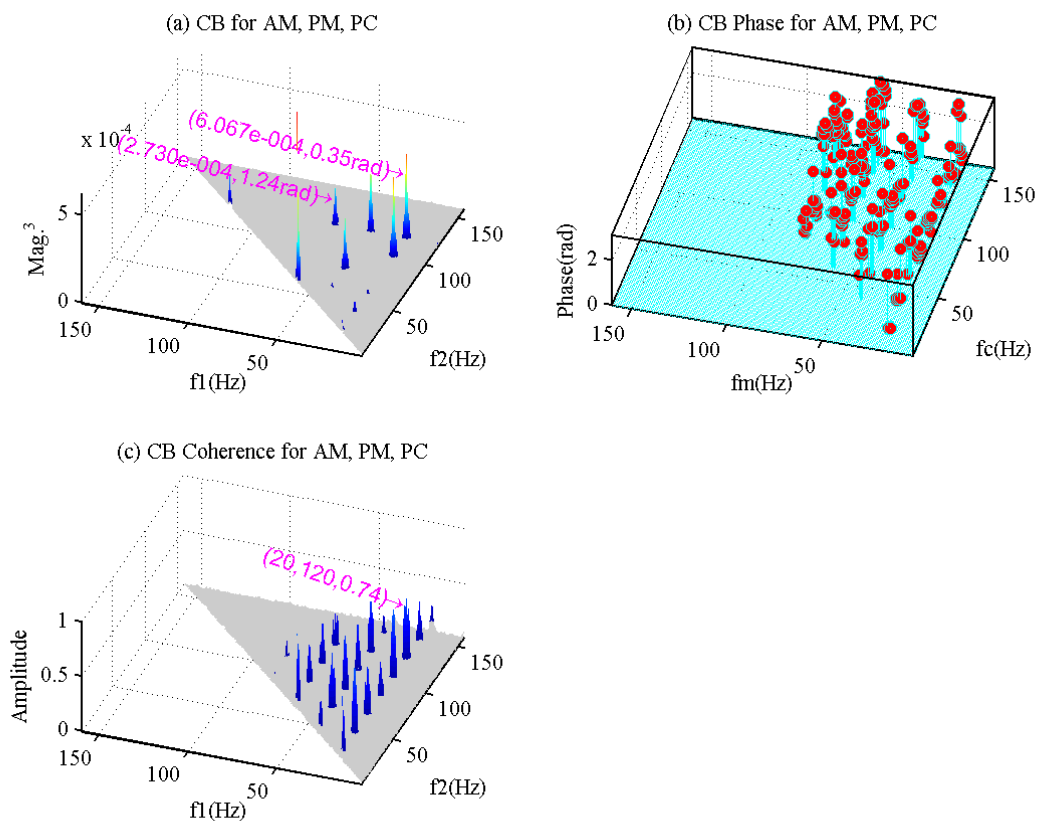 (a) CB for AM, PM, PC
x 10-4
(6.067e-004,0.35rad)→
(2.730e-004,1.24rad)→
Mag.3
5
0
150
100
50
f1(Hz)
50
100
150
f2(Hz)
(b) CB Phase for AM, PM, PC
Phase(rad)
2
0
150
100
50
fm(Hz)
50
100
150
fc(Hz)
(c) CB Coherence for AM, PM, PC
(20,120,0.74)→
Amplitude
1
0.5
0
150
100
50
f1(Hz)
50
100
150
f2(Hz)